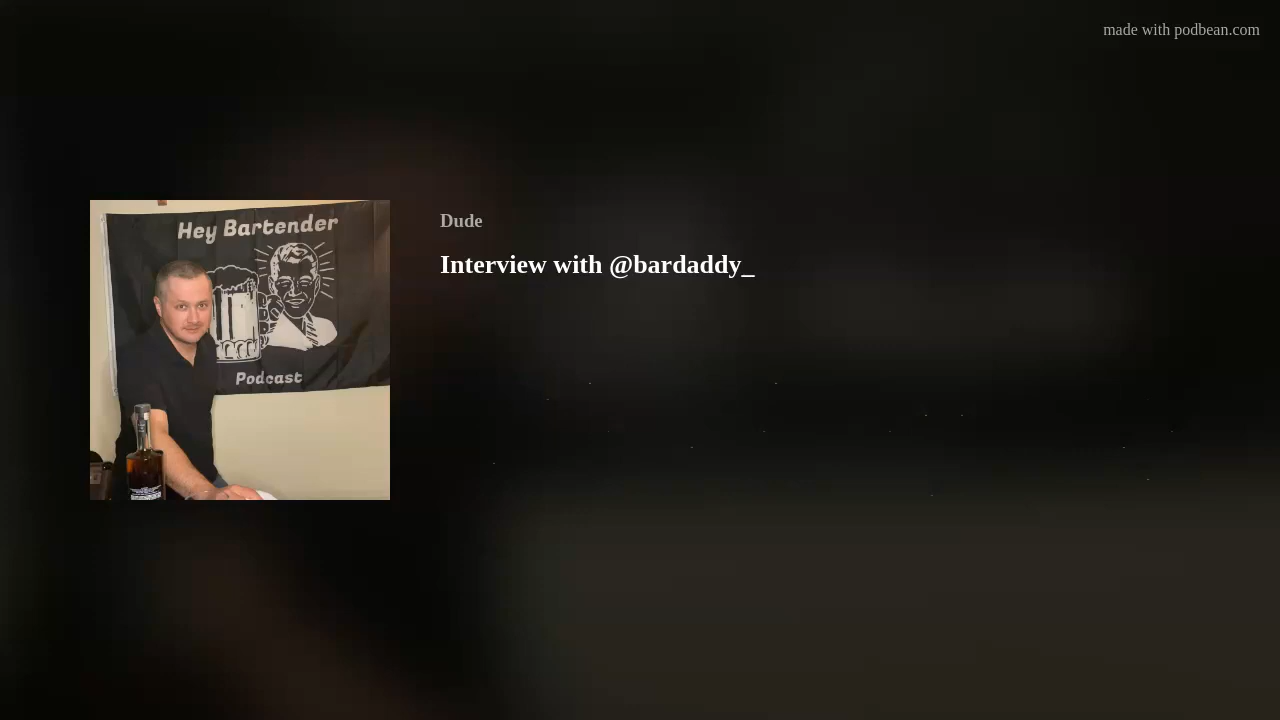 made with podbean.com
Dude
Interview with @bardaddy_
Hey Bartender
Podcast